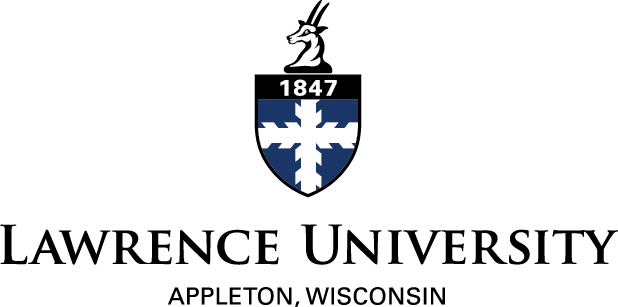 1847
LAWRENCE UNIVERSITY
APPLETON, WISCONSIN